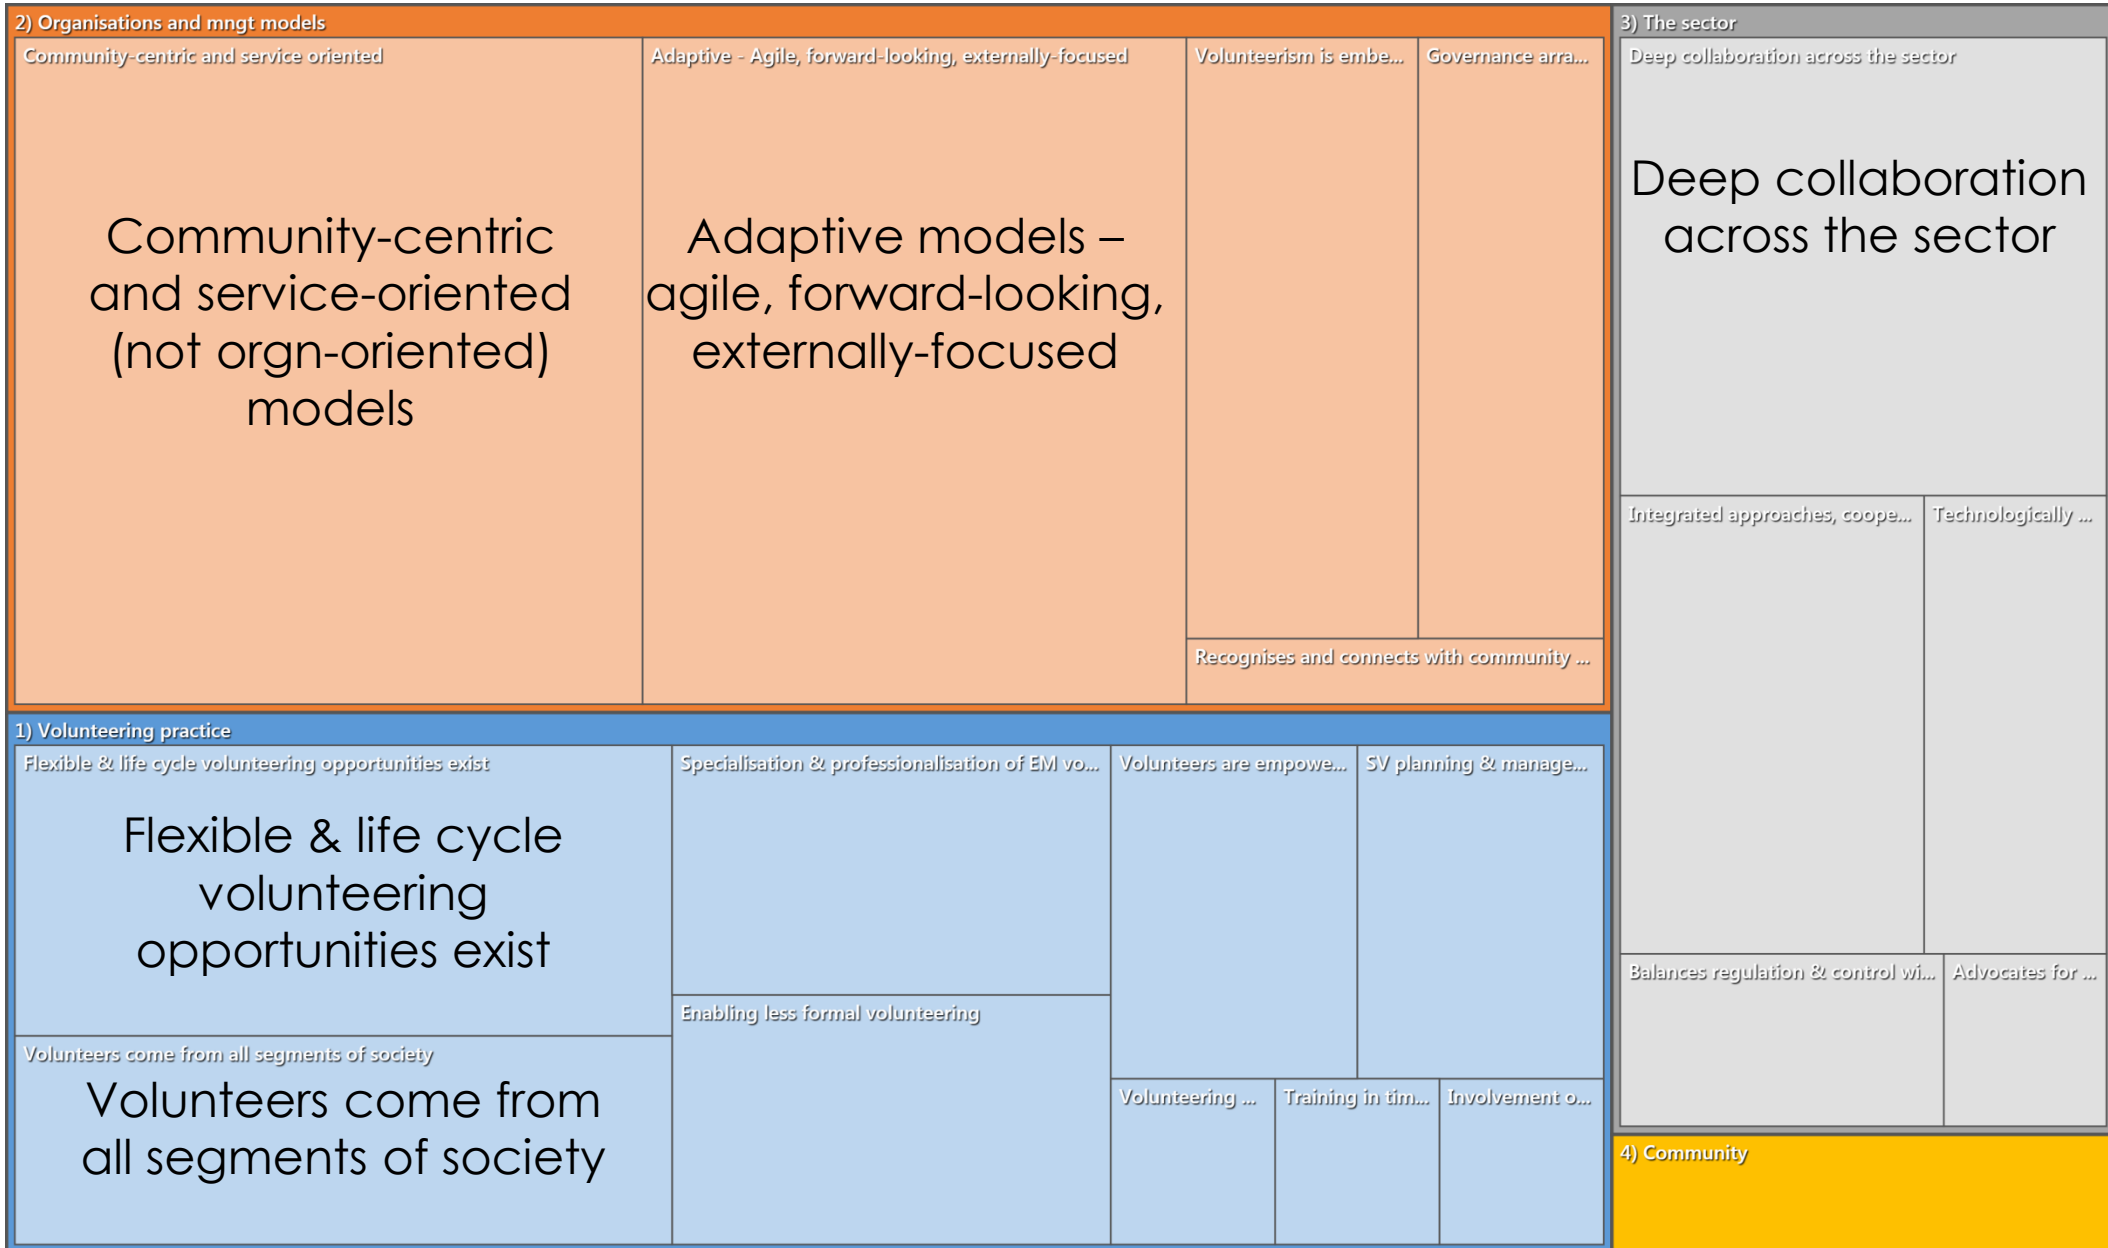 2) Organisations and mngt models
Community-centric and service oriented
Community-centric
and service-oriented
(not orgn-oriented)
models
Adaptive - Agile, forward-looking, externally-focused
Adaptive models –
agile, forward-looking,
externally-focused
Volunteerism is embe...
Governance arra...
Recognises and connects with community ...
1) Volunteering practice
Flexible & life cycle volunteering opportunities exist
Flexible & life cycle
volunteering
opportunities exist
Volunteers come from all segments of society
Volunteers come from
all segments of society
Specialisation & professionalisation of EM vo...
Enabling less formal volunteering
Volunteers are empowe...
SV planning & manage...
Volunteering ...
Training in tim...
Involvement o...
3) The sector
Deep collaboration across the sector
Deep collaboration
across the sector
Integrated approaches, coope...
Technologically ...
Balances regulation & control wi...
Advocates for ...
4) Community